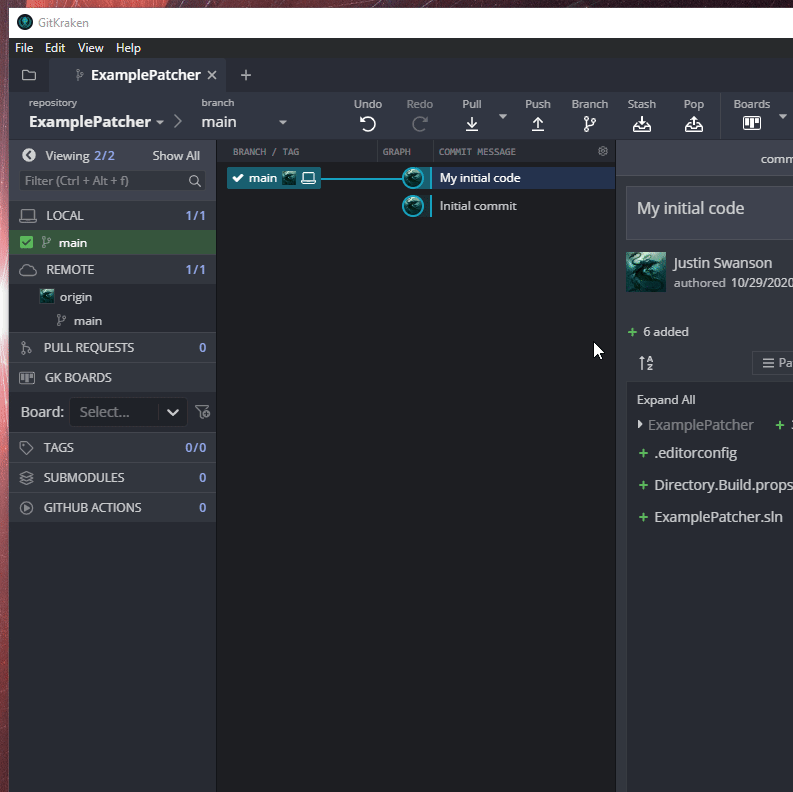 GitKraken
File Edit View Help
ExamplePatcher
repository
ExamplePatcher
branch
main
Undo Redo Pull Push Branch Stash Pop Boards
Viewing 2/2 Show All
Filter (Ctrl + Alt + f)
LOCAL 1/1
main
REMOTE 1/1
origin
main
PULL REQUESTS 0
GK BOARDS
Board: Select...
TAGS 0/0
SUBMODULES 0
GITHUB ACTIONS 0
BRANCH / TAG GRAPH COMMIT MESSAGE
main My initial code
Initial commit
comm
My initial code
Justin Swanson
authored 10/29/2020
+ 6 added
A
Z
Pa
Expand All
ExamplePatcher +
+ .editorconfig
+ Directory.Build.props
+ ExamplePatcher.sln